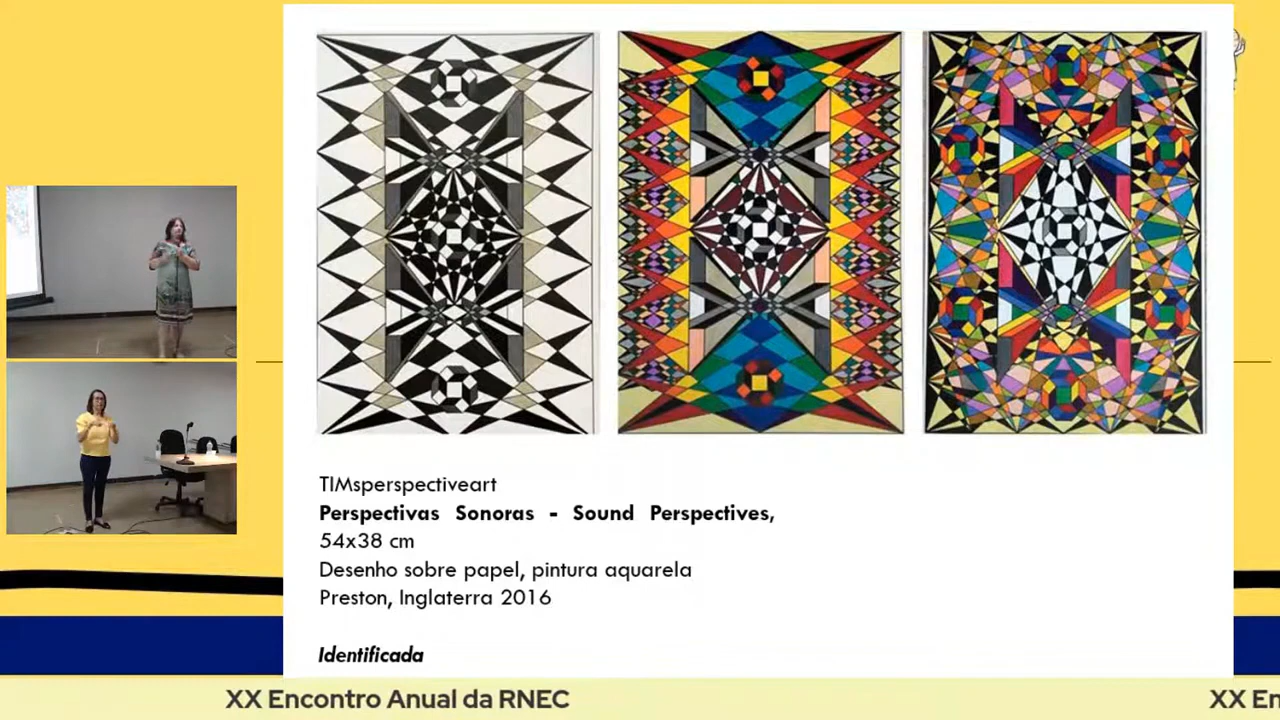 TIMsperspectiveart
Perspectivas Sonoras - Sound Perspectives,
54x38 cm
Desenho sobre papel, pintura aquarela
Preston, Inglaterra 2016
Identificada
XX Encontro Anual da RNEC
XX En